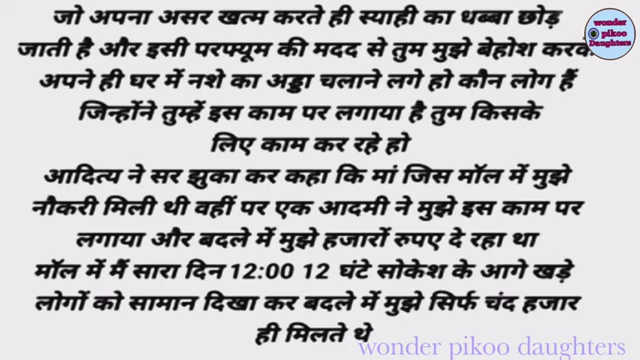 जो अपना असर खत्म करते ही स्याही का धब्बा छोड़
जाती है और इसी परफ्यूम की मदद से तुम मुझे बेहोश करके
अपने ही घर में नशे का अड्डा चलाने लगे हो कौन लोग हैं
जिन्होंने तुम्हें इस काम पर लगाया है तुम किसके
लिए काम कर रहे हो
आदित्य ने सर झुका कर कहा कि मां जिस मॉल में मुझे
नौकरी मिली थी वहीं पर एक आदमी ने मुझे इस काम पर
लगाया और बदले में मुझे हजारों रुपए दे रहा था
मॉल में मैं सारा दिन 12:00 12 घंटे सोकेश के आगे खड़े
लोगों को सामान दिखा कर बदले में मुझे सिर्फ चंद हजार
ही मिलते थे
wonder pikoo daughters
wonder
pikoo
Daughters